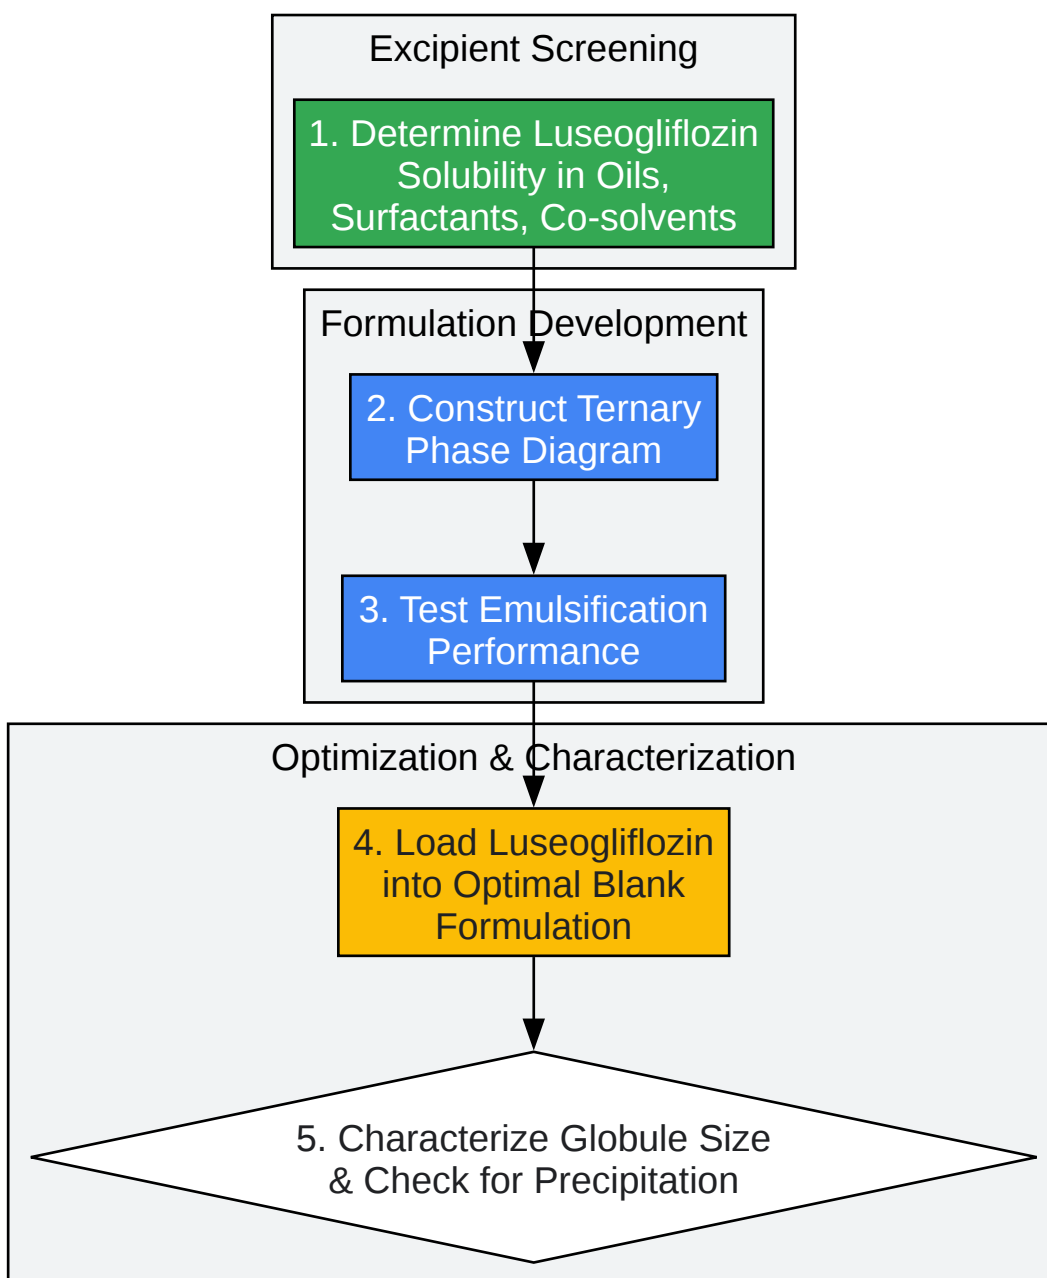 Excipient Screening
1. Determine Luseogliflozin
Solubility in Oils,
Surfactants, Co-solvents
Formulation Development
2. Construct Ternary
Phase Diagram
3. Test Emulsification
Performance
Optimization & Characterization
4. Load Luseogliflozin
into Optimal Blank
Formulation
5. Characterize Globule Size
& Check for Precipitation